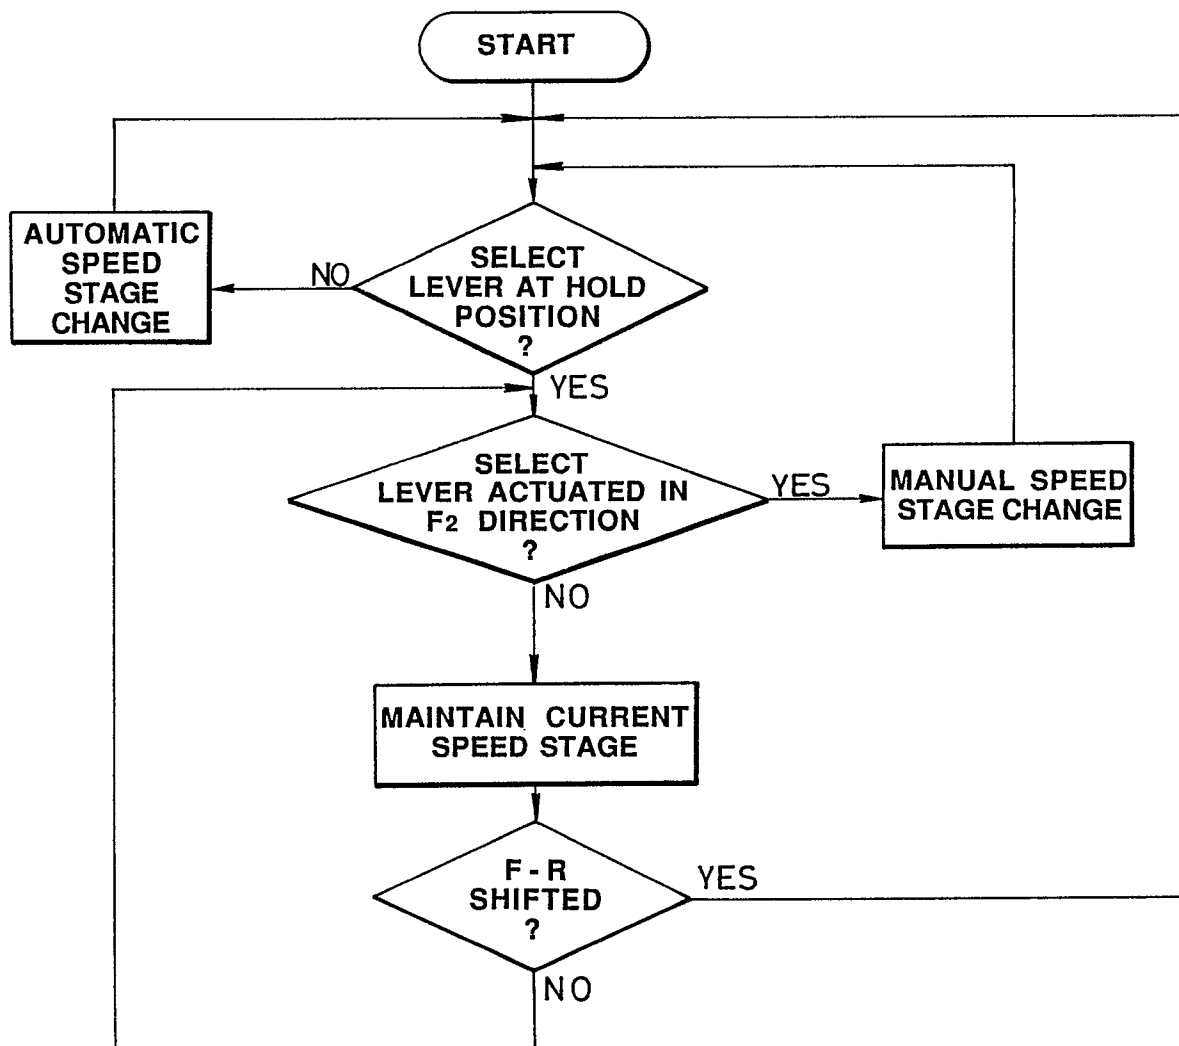 START
AUTOMATIC
SPEED
STAGE
CHANGE
NO
SELECT
LEVER AT HOLD
POSITION
?
YES
SELECT
LEVER ACTUATED IN
F2 DIRECTION
?
YES
MANUAL SPEED
STAGE CHANGE
NO
MAINTAIN CURRENT
SPEED STAGE
F-R
SHIFTED
?
YES
NO